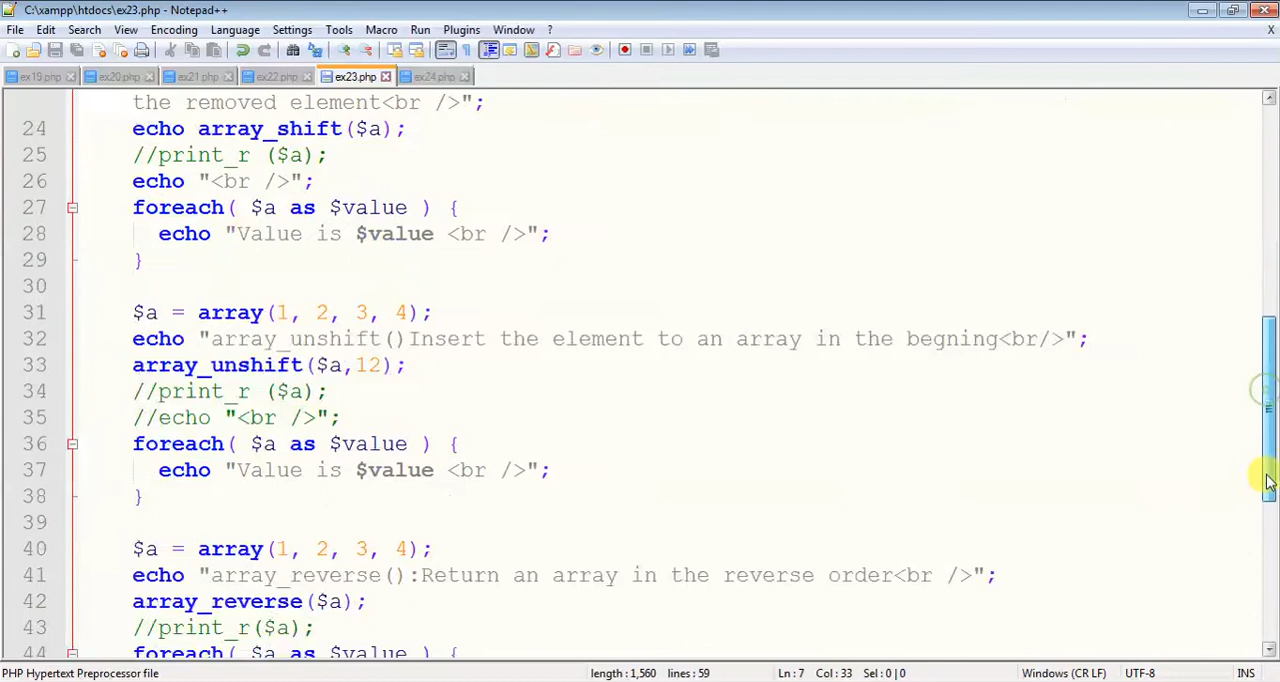 C:\xampp\htdocs\ex23.php - Notepad++
File Edit Search View Encoding Language Settings Tools Macro Run Plugins Window ? X
ex19.php ex20.php ex21.php ex22.php ex23.php ex24.php
the removed element<br />";
24 echo array_shift($a);
25 //print_r ($a);
26 echo "<br />";
27 foreach( $a as $value ) {
28 echo "Value is $value <br />";
29 }
30
31 $a = array(1, 2, 3, 4);
32 echo "array_unshift()Insert the element to an array in the begning<br/>";
33 array_unshift($a,12);
34 //print_r ($a);
35 //echo "<br />";
36 foreach( $a as $value ) {
37 echo "Value is $value <br />";
38 }
39
40 $a = array(1, 2, 3, 4);
41 echo "array_reverse():Return an array in the reverse order<br />";
42 array_reverse($a);
43 //print_r($a);
44 foreach( $a as $value ) {
PHP Hypertext Preprocessor file length : 1,560 lines : 59 Ln : 7 Col : 33 Sel : 0 | 0 Windows (CR LF) UTF-8 INS